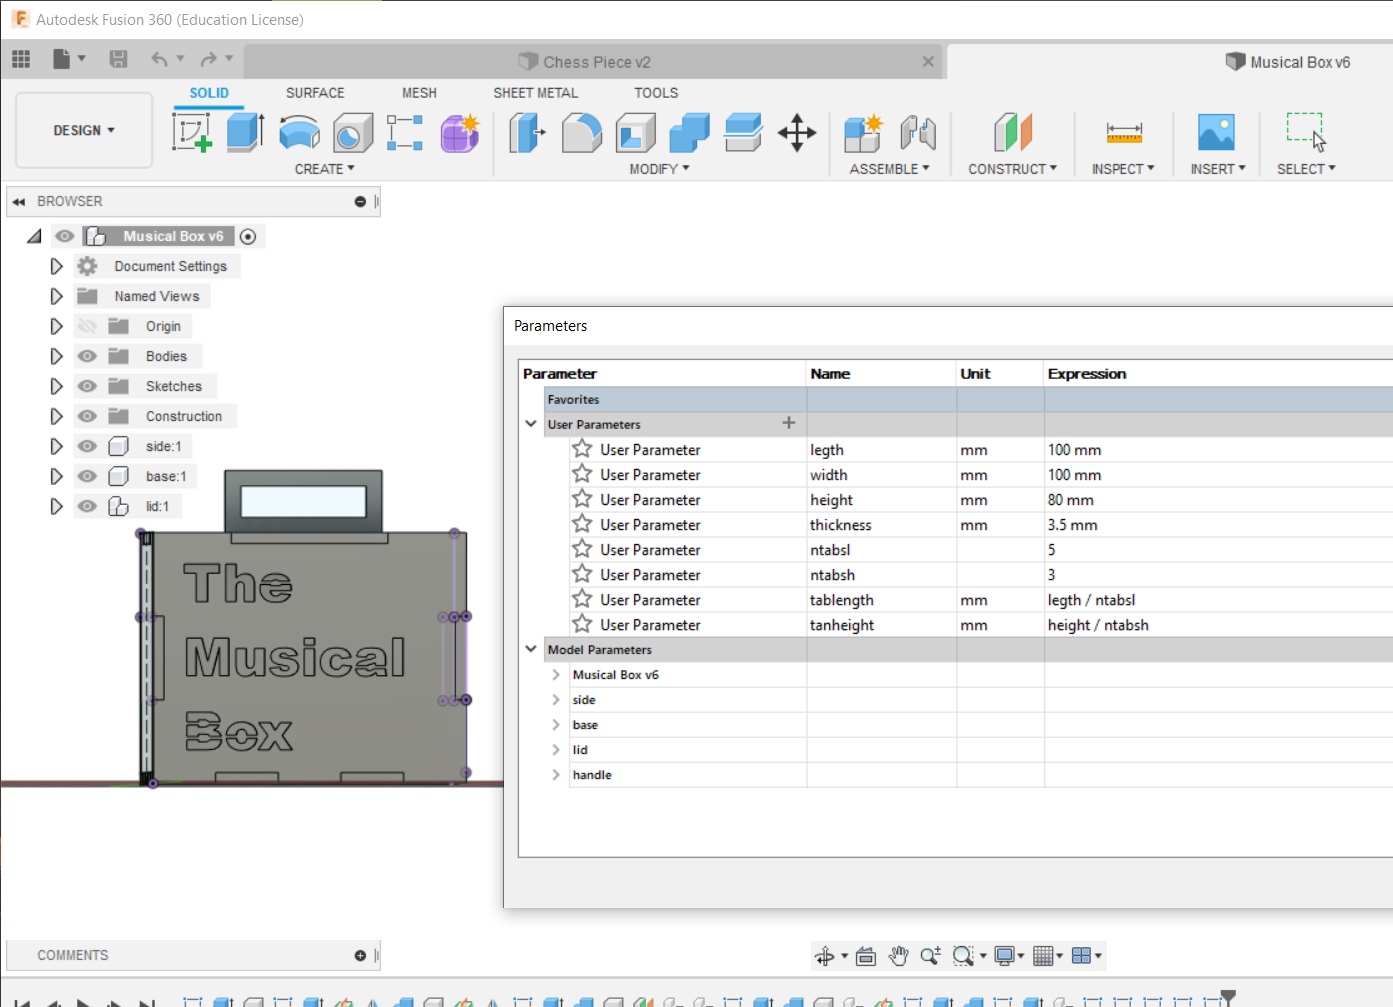 Autodesk Fusion 360 (Education License)
Chess Piece v2
Musical Box v6
SOLID SURFACE MESH SHEET METAL TOOLS
DESIGN
CREATE MODIFY ASSEMBLE CONSTRUCT INSPECT INSERT SELECT
BROWSER
Musical Box v6
Document Settings
Named Views
Origin
Bodies
Sketches
Construction
side:1
base:1
lid:1
The
Musical
Box
Parameters
Parameter Name Unit Expression
Favorites
User Parameters
User Parameter legth mm 100 mm
User Parameter width mm 100 mm
User Parameter height mm 80 mm
User Parameter thickness mm 3.5 mm
User Parameter ntabsl 5
User Parameter ntabsh 3
User Parameter tablength mm legth / ntabsl
User Parameter tanheight mm height / ntabsh
Model Parameters
Musical Box v6
side
base
lid
handle
COMMENTS